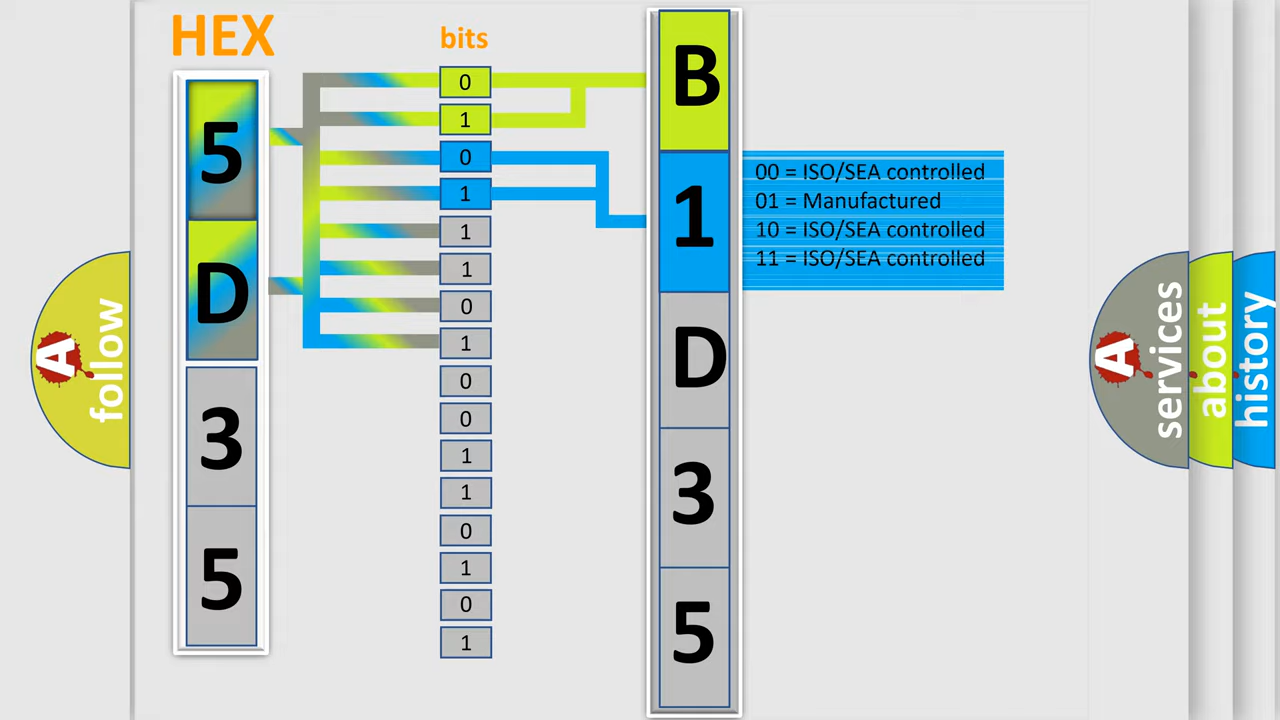 HEX
bits
5
D
3
5
0
1
0
1
1
1
0
1
0
0
1
1
0
1
0
1
B
1
D
3
5
00 = ISO/SEA controlled
01 = Manufactured
10 = ISO/SEA controlled
11 = ISO/SEA controlled
A
follow
A
services
about
history